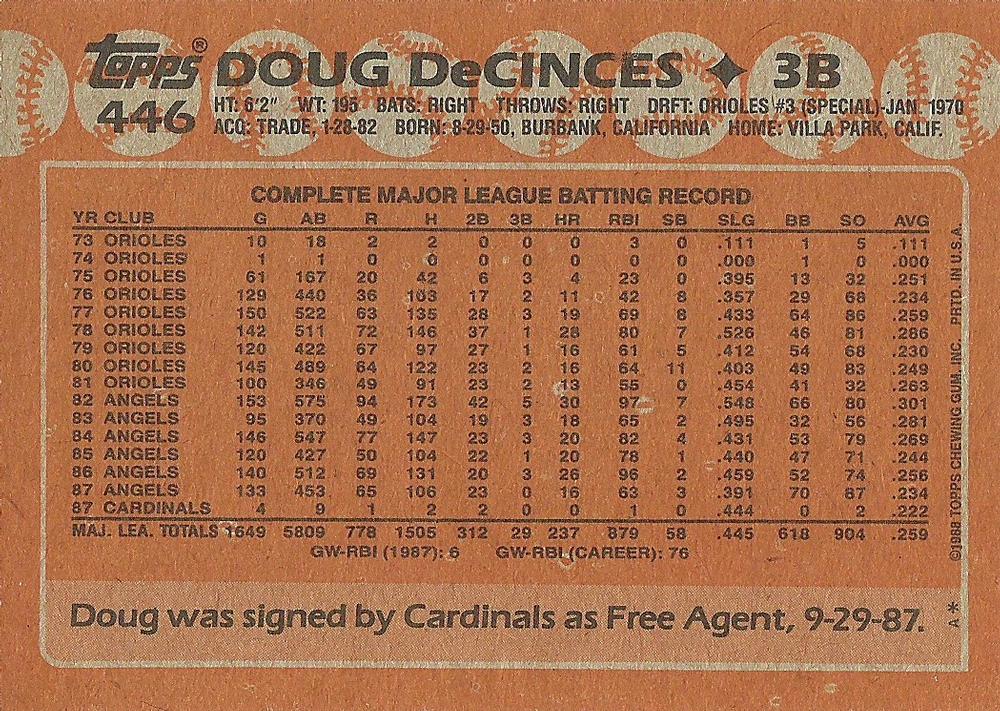 topps® DOUG DeCINCES ✦ 3B
446 HT: 6'2" WT: 195 BATS: RIGHT THROWS: RIGHT DRFT: ORIOLES #3 (SPECIAL)-JAN. 1970
ACQ: TRADE, 1-28-82 BORN: 8-29-50, BURBANK, CALIFORNIA HOME: VILLA PARK, CALIF.
COMPLETE MAJOR LEAGUE BATTING RECORD
YR CLUB G AB R H 2B 3B HR RBI SB SLG BB SO AVG
73 ORIOLES 10 18 2 2 0 0 0 3 0 .111 1 5 .111
74 ORIOLES 1 1 0 0 0 0 0 0 0 .000 1 0 .000
75 ORIOLES 61 167 20 42 6 3 4 23 0 .395 13 32 .251
76 ORIOLES 129 440 36 103 17 2 11 42 8 .357 29 68 .234
77 ORIOLES 150 522 63 135 28 3 19 69 8 .433 64 86 .259
78 ORIOLES 142 511 72 146 37 1 28 80 7 .526 46 81 .286
79 ORIOLES 120 422 67 97 27 1 16 61 5 .412 54 68 .230
80 ORIOLES 145 489 64 122 23 2 16 64 11 .403 49 83 .249
81 ORIOLES 100 346 49 91 23 2 13 55 0 .454 41 32 .263
82 ANGELS 153 575 94 173 42 5 30 97 7 .548 66 80 .301
83 ANGELS 95 370 49 104 19 3 18 65 2 .495 32 56 .281
84 ANGELS 146 547 77 147 23 3 20 82 4 .431 53 79 .269
85 ANGELS 120 427 50 104 22 1 20 78 1 .440 47 71 .244
86 ANGELS 140 512 69 131 20 3 26 96 2 .459 52 74 .256
87 ANGELS 133 453 65 106 23 0 16 63 3 .391 70 87 .234
87 CARDINALS 4 9 1 2 2 0 0 1 0 .444 0 2 .222
MAJ. LEA. TOTALS 1649 5809 778 1505 312 29 237 879 58 .445 618 904 .259
GW-RBI (1987): 6 GW-RBI (CAREER): 76
Doug was signed by Cardinals as Free Agent, 9-29-87.
©1988 TOPPS CHEWING GUM, INC. PRTD. IN U.S.A.
A*